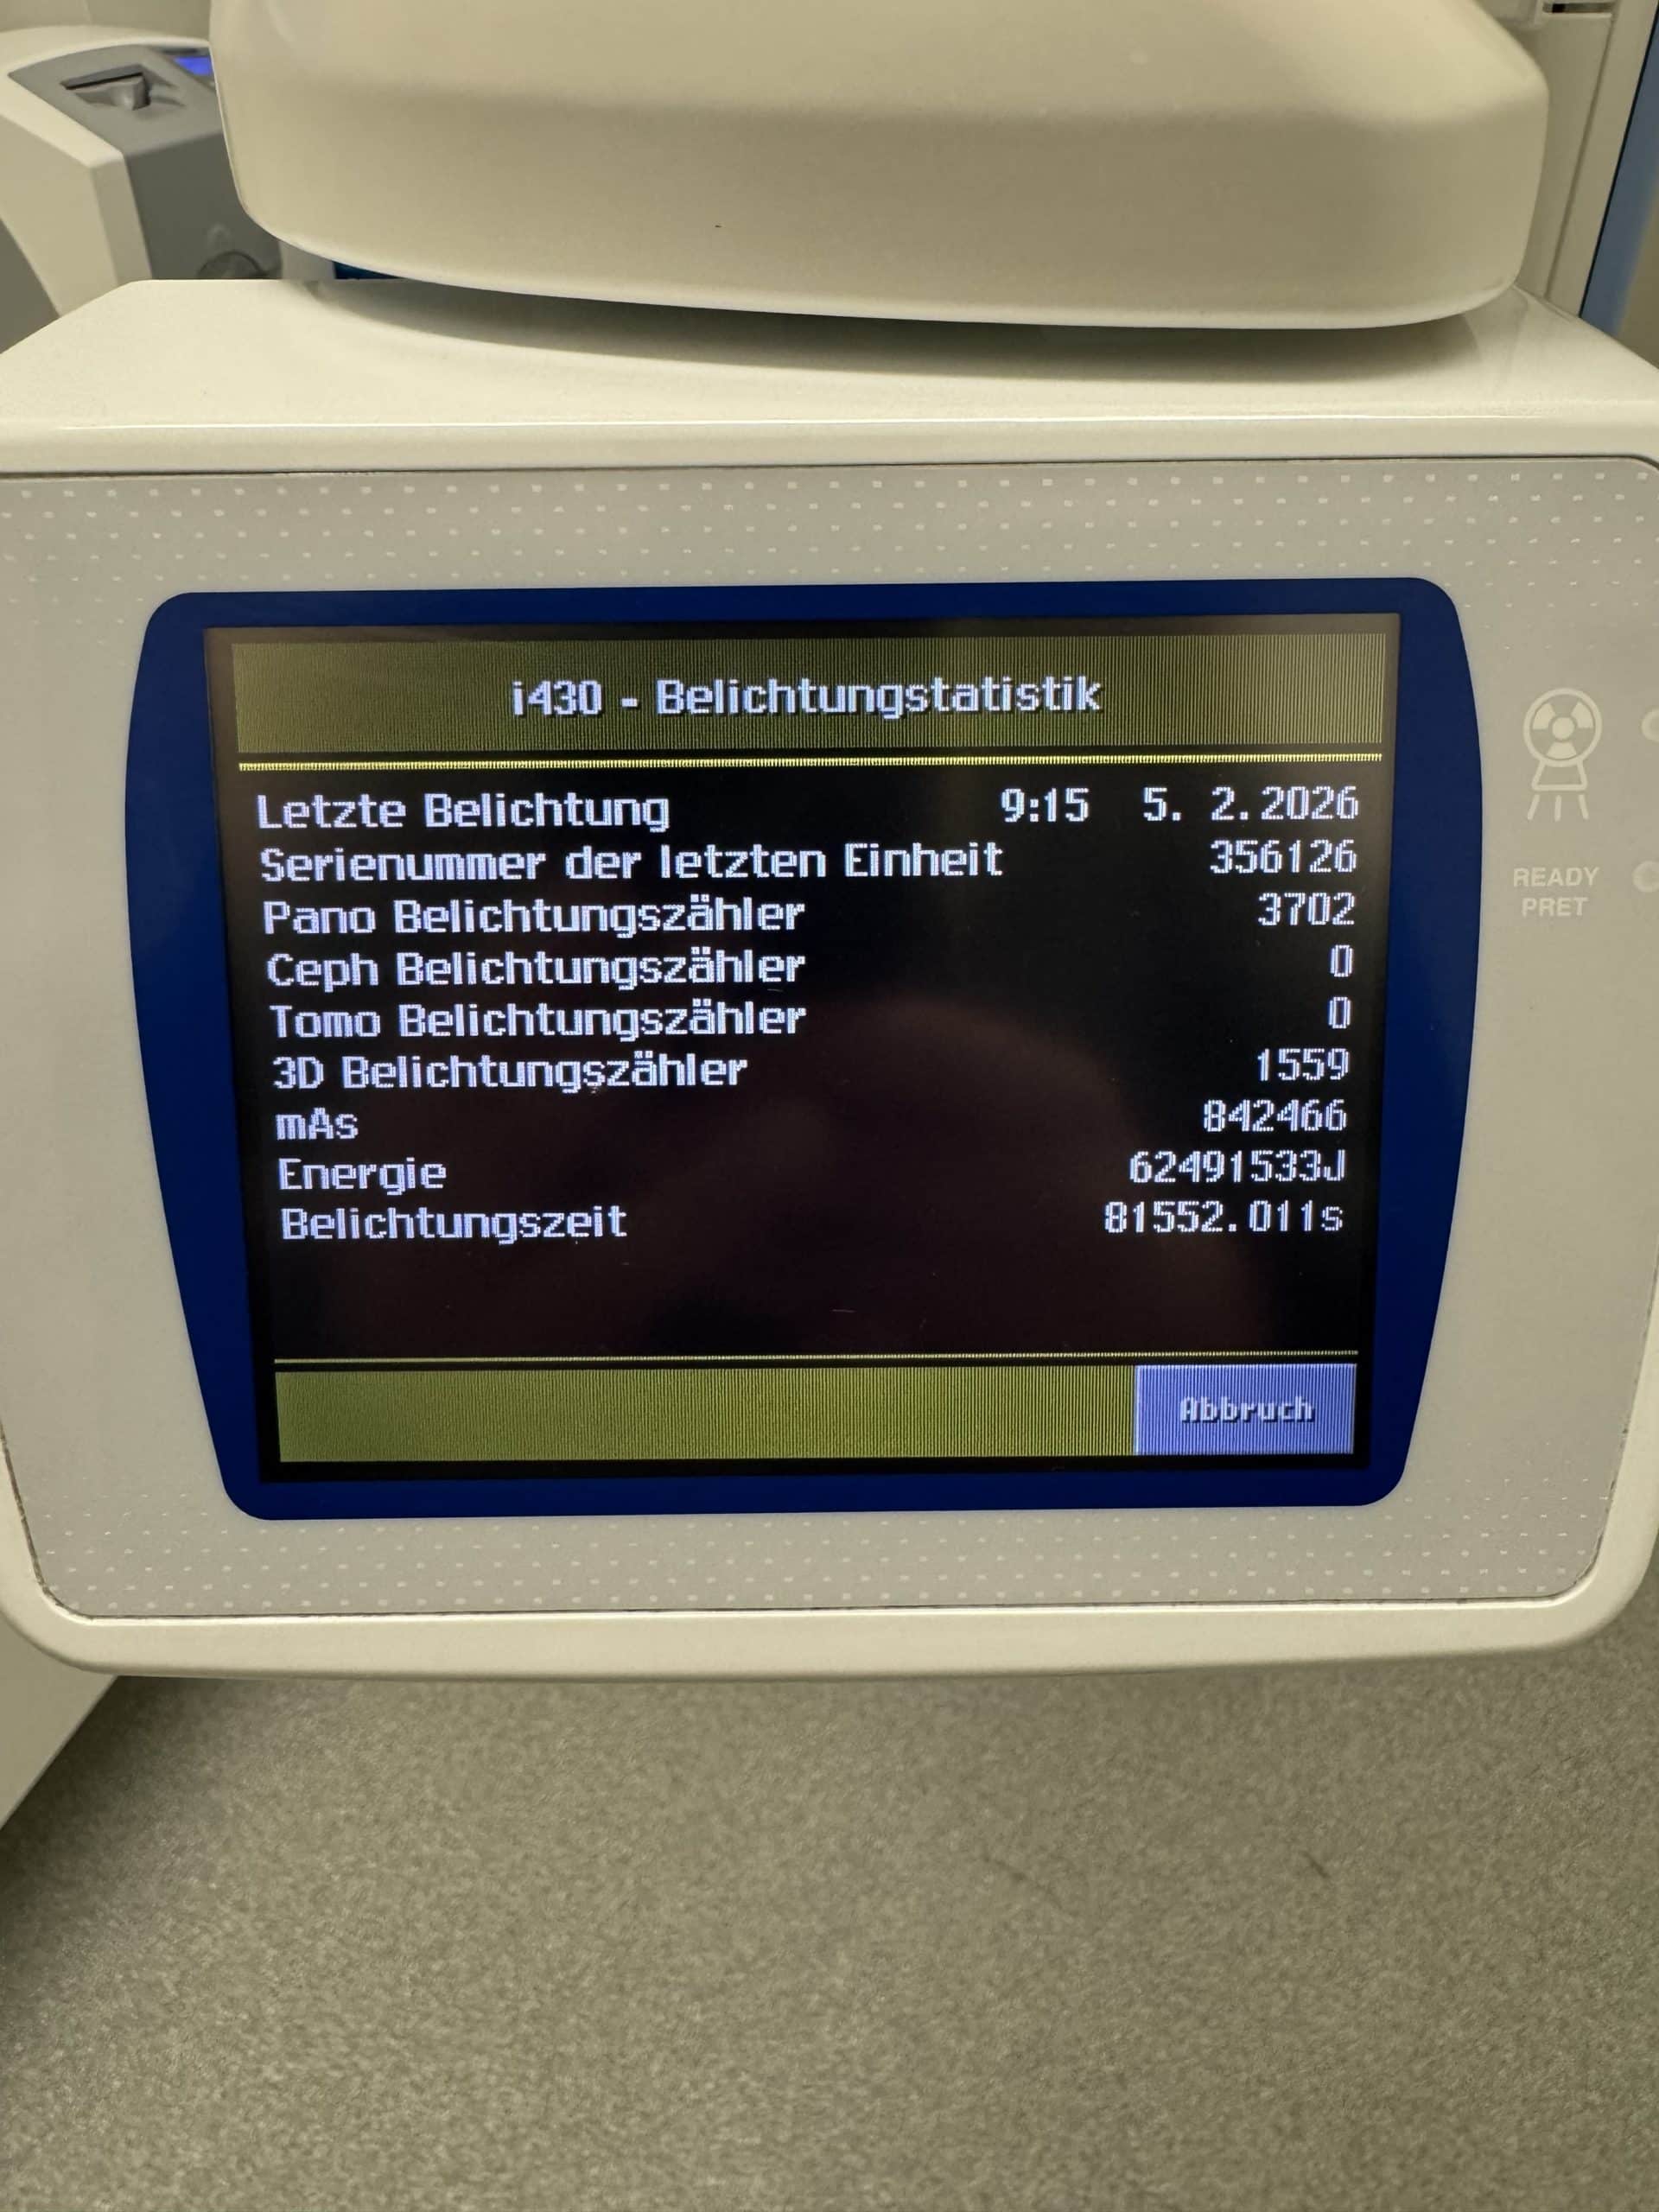 i430 - Belichtungstatistik
Letzte Belichtung 9:15 5. 2.2026
Serienummer der letzten Einheit 356126
Pano Belichtungszähler 3702
Ceph Belichtungszähler 0
Tomo Belichtungszähler 0
3D Belichtungszähler 1559
mAs 842466
Energie 62491533J
Belichtungszeit 81552.011s
Abbruch
READY
PRET